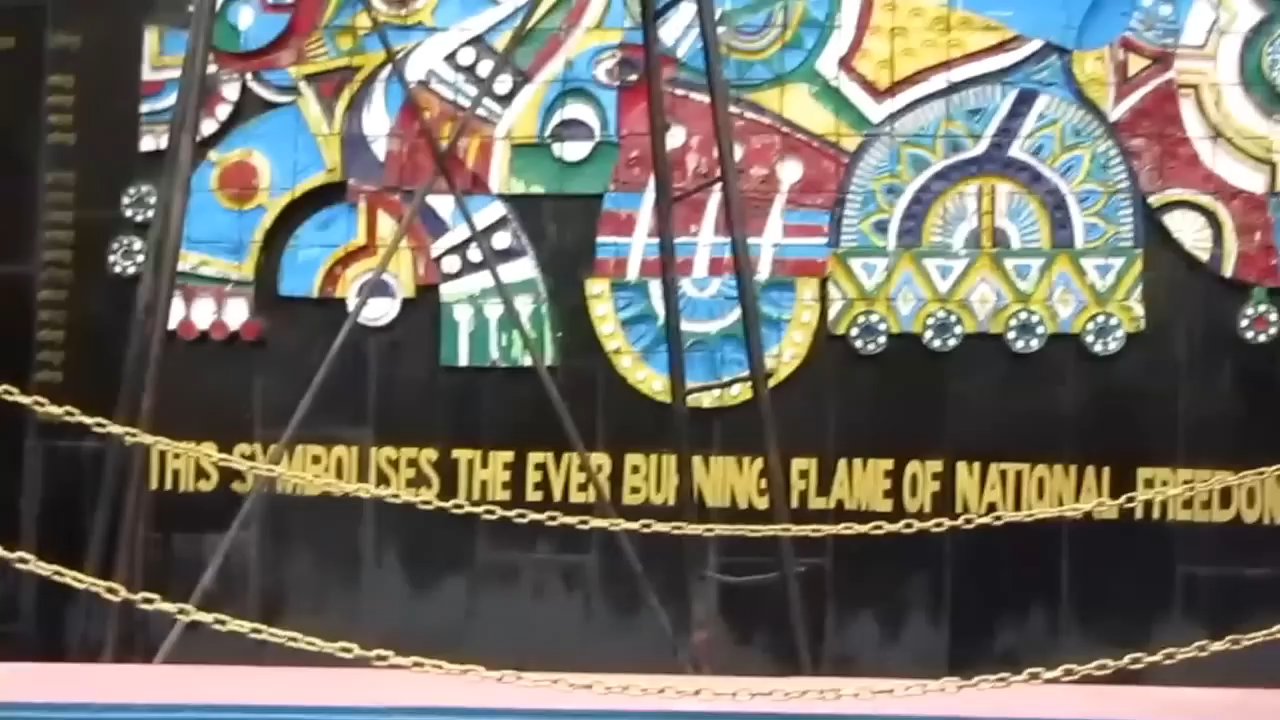 THIS SYMBOLISES THE EVER BURNING FLAME OF NATIONAL FREEDOM